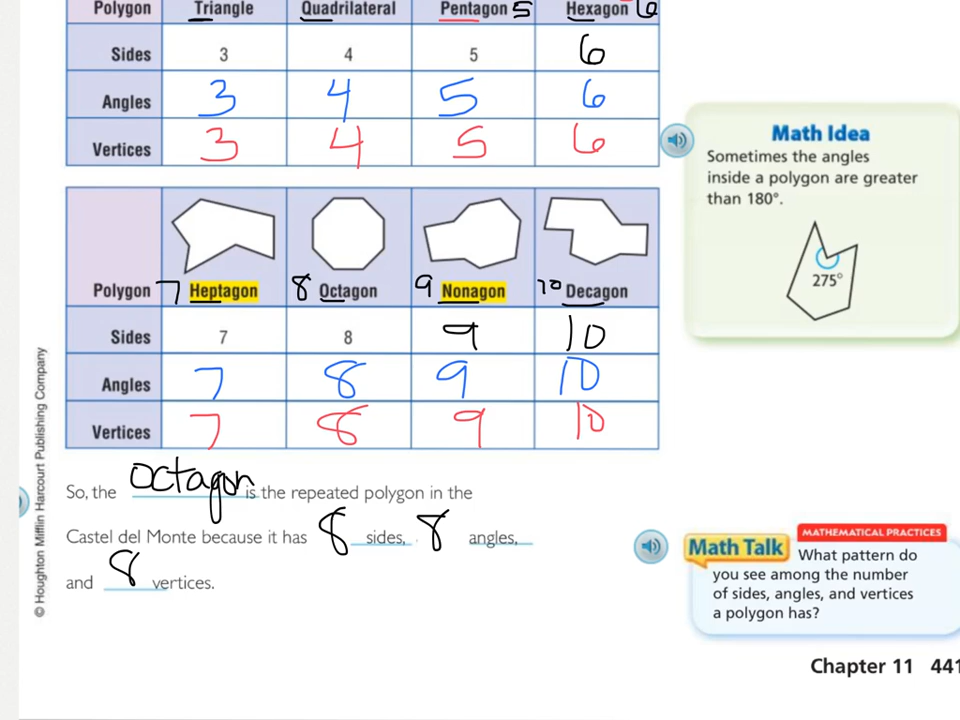 Polygon Triangle Quadrilateral Pentagon 5 Hexagon 6
Sides 3 4 5 6
Angles 3 4 5 6
Vertices 3 4 5 6
Math Idea
Sometimes the angles
inside a polygon are greater
than 180°.
275°
Polygon 7 Heptagon 8 Octagon 9 Nonagon 10 Decagon
Sides 7 8 9 10
Angles 7 8 9 10
Vertices 7 8 9 10
So, the octagon is the repeated polygon in the
Castel del Monte because it has 8 sides, 8 angles,
and 8 vertices.
MATHEMATICAL PRACTICES
Math Talk What pattern do
you see among the number
of sides, angles, and vertices
a polygon has?
Chapter 11 441
© Houghton Mifflin Harcourt Publishing Company